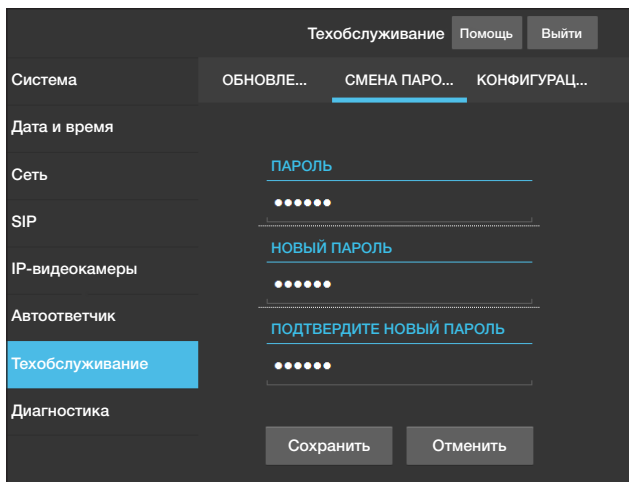 Техобслуживание Помощь Выйти
Система
Дата и время
Сеть
SIP
IP-видеокамеры
Автоответчик
Техобслуживание
Диагностика
ОБНОВЛЕ... СМЕНА ПАРО... КОНФИГУРАЦ...
ПАРОЛЬ
●●●●●●
НОВЫЙ ПАРОЛЬ
●●●●●●
ПОДТВЕРДИТЕ НОВЫЙ ПАРОЛЬ
●●●●●●
Сохранить Отменить